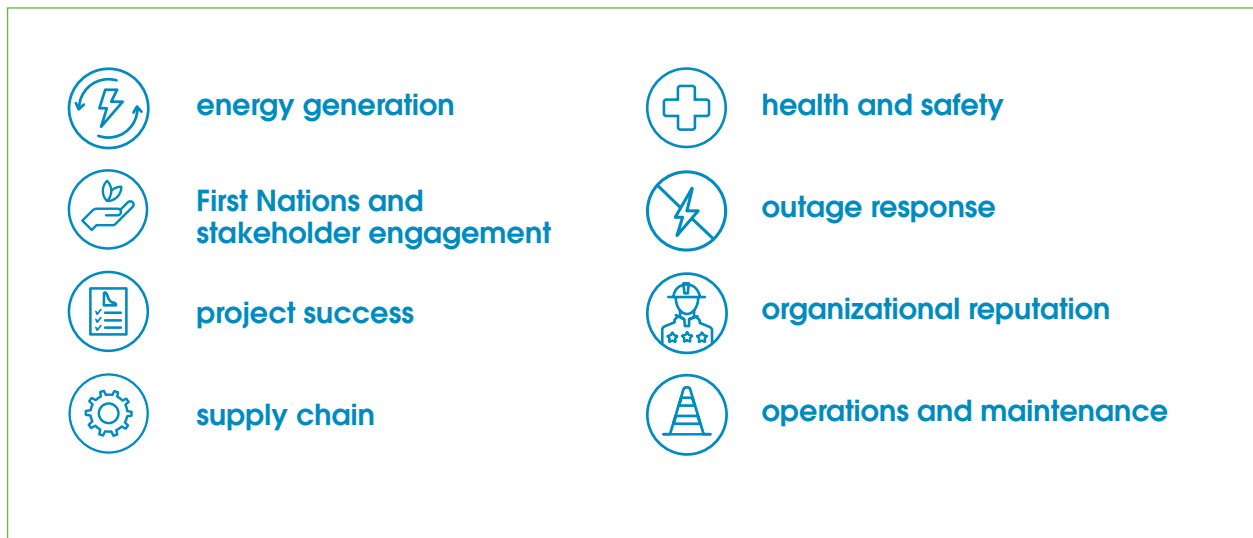 energy generation
First Nations and
stakeholder engagement
project success
supply chain
health and safety
outage response
organizational reputation
operations and maintenance